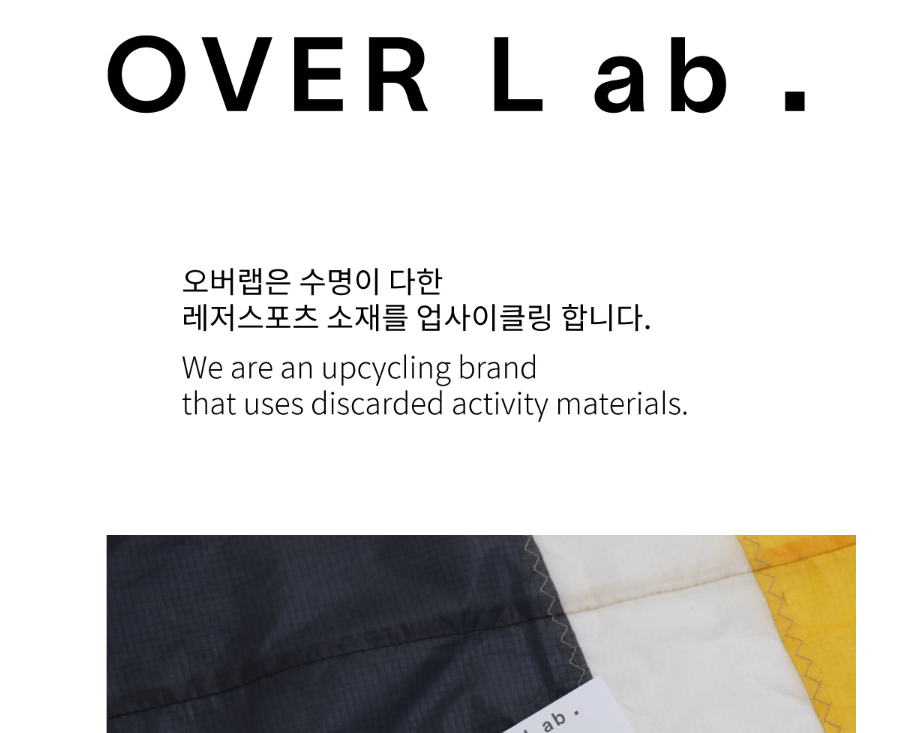 OVER Lab.
오버랩은 수명이 다한
레저스포츠 소재를 업사이클링 합니다.
We are an upcycling brand
that uses discarded activity materials.
ab.